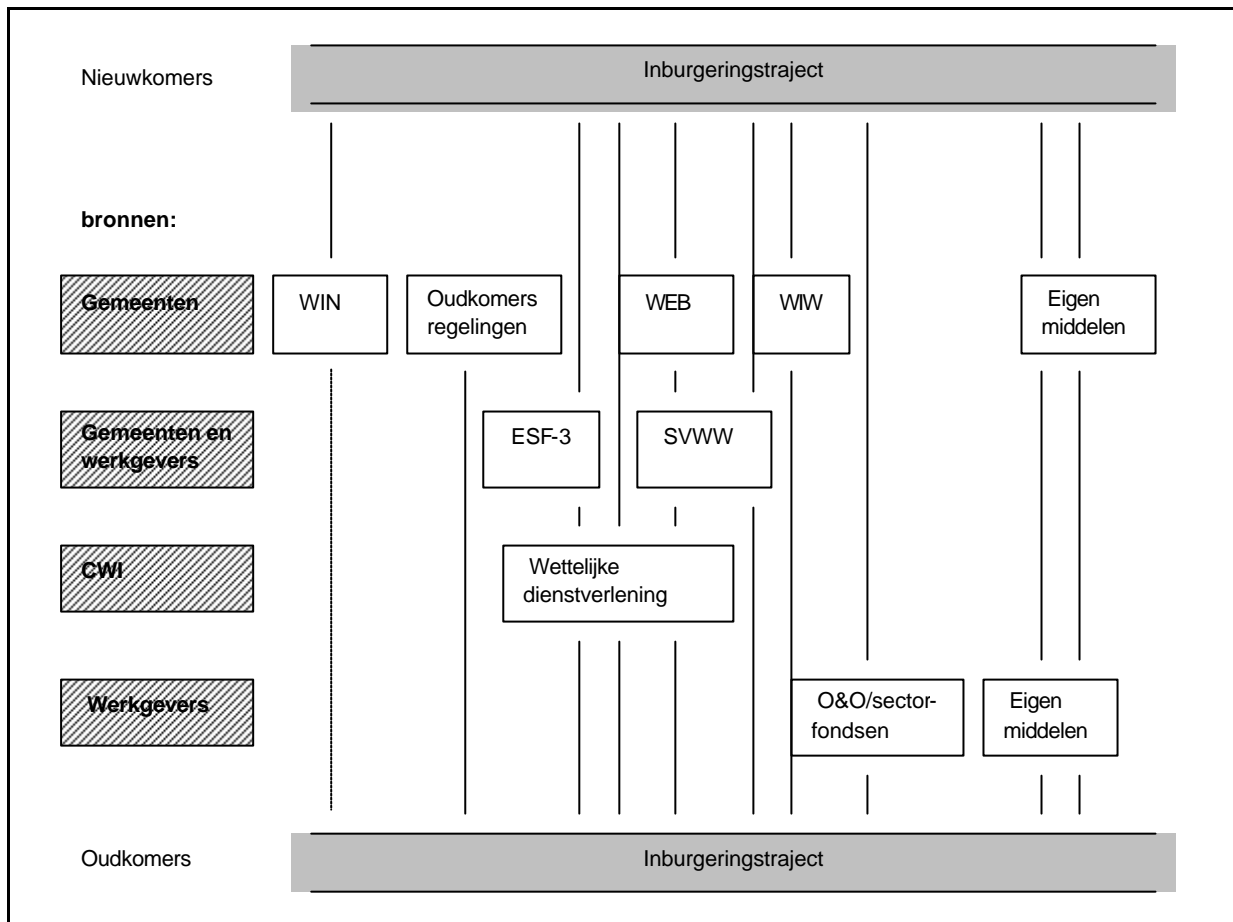 Nieuwkomers
Inburgeringstraject
bronnen:
Gemeenten
WIN
Oudkomers
regelingen
WEB
WIW
Eigen
middelen
Gemeenten en
werkgevers
ESF-3
SVWW
CWI
Wettelijke
dienstverlening
Werkgevers
O&O/sector-
fondsen
Eigen
middelen
Oudkomers
Inburgeringstraject